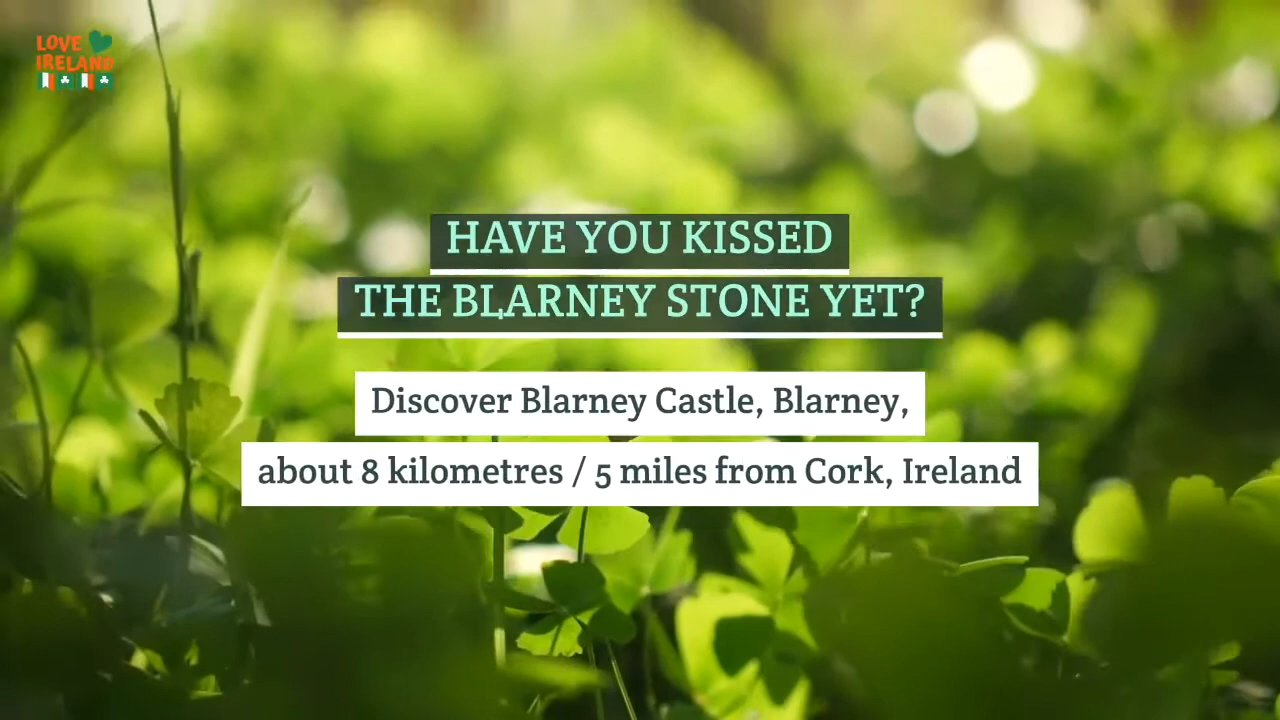 LOVE
IRELAND
HAVE YOU KISSED
THE BLARNEY STONE YET?
Discover Blarney Castle, Blarney,
about 8 kilometres / 5 miles from Cork, Ireland